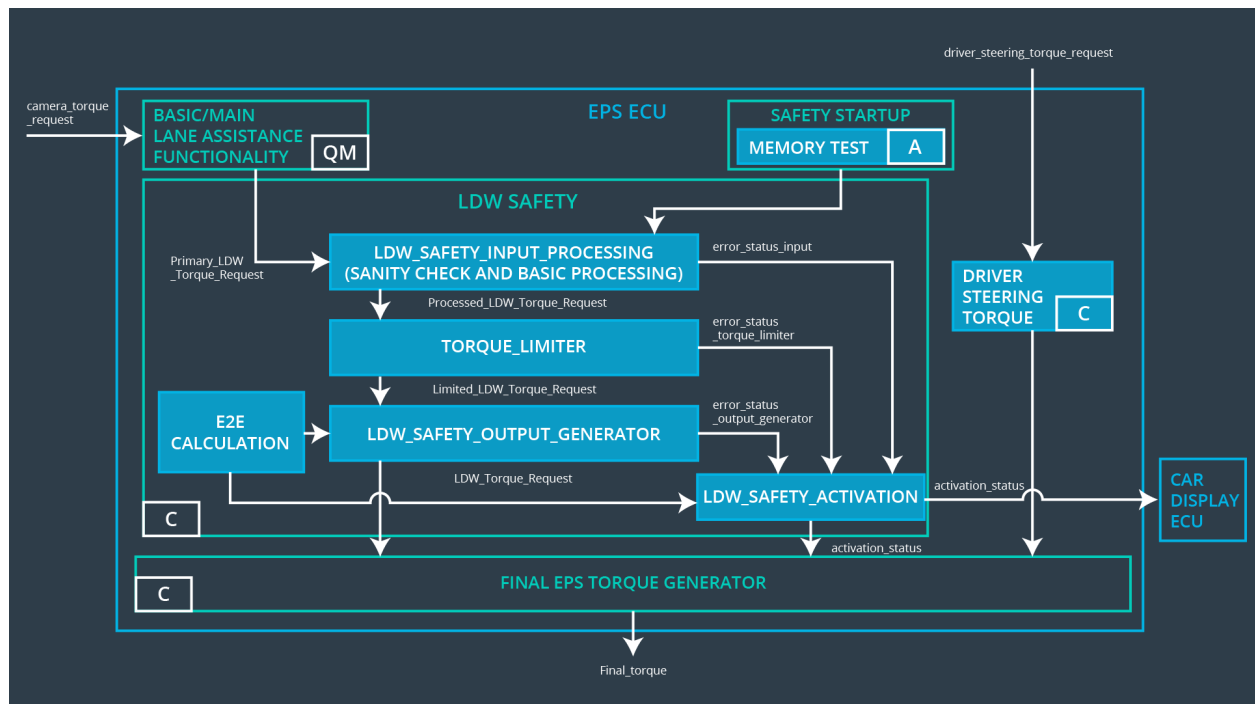 driver_steering_torque_request
camera_torque
_request
EPS ECU
BASIC/MAIN
LANE ASSISTANCE
FUNCTIONALITY
QM
SAFETY STARTUP
MEMORY TEST
A
LDW SAFETY
Primary_LDW
_Torque_Request
LDW_SAFETY_INPUT_PROCESSING
(SANITY CHECK AND BASIC PROCESSING)
error_status_input
DRIVER
STEERING
TORQUE
C
Processed_LDW_Torque_Request
TORQUE_LIMITER
error_status
_torque_limiter
Limited_LDW_Torque_Request
E2E
CALCULATION
LDW_SAFETY_OUTPUT_GENERATOR
error_status
_output_generator
LDW_Torque_Request
LDW_SAFETY_ACTIVATION
activation_status
CAR
DISPLAY
ECU
C
activation_status
FINAL EPS TORQUE GENERATOR
C
Final_torque